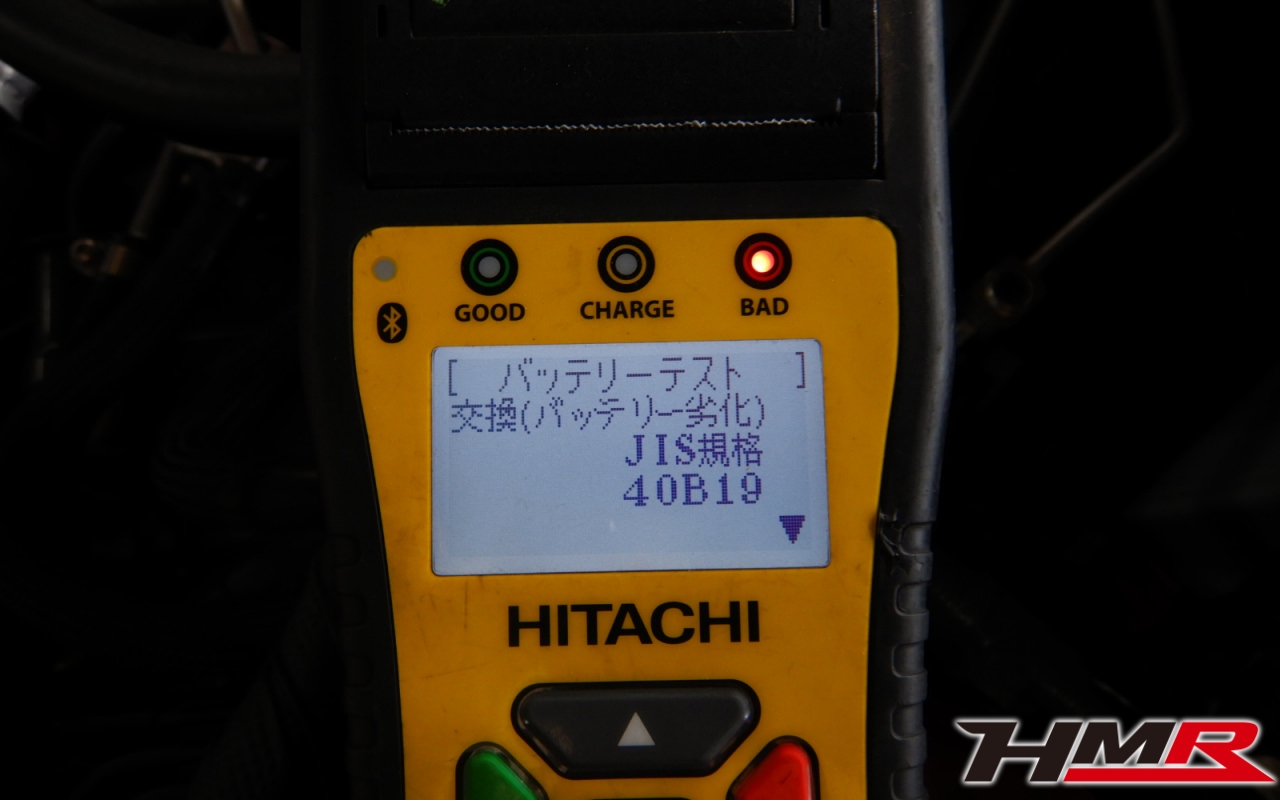 GOOD CHARGE BAD
[ バッテリーテスト ]
交換(バッテリー劣化)
JIS規格
40B19
HITACHI
HMR